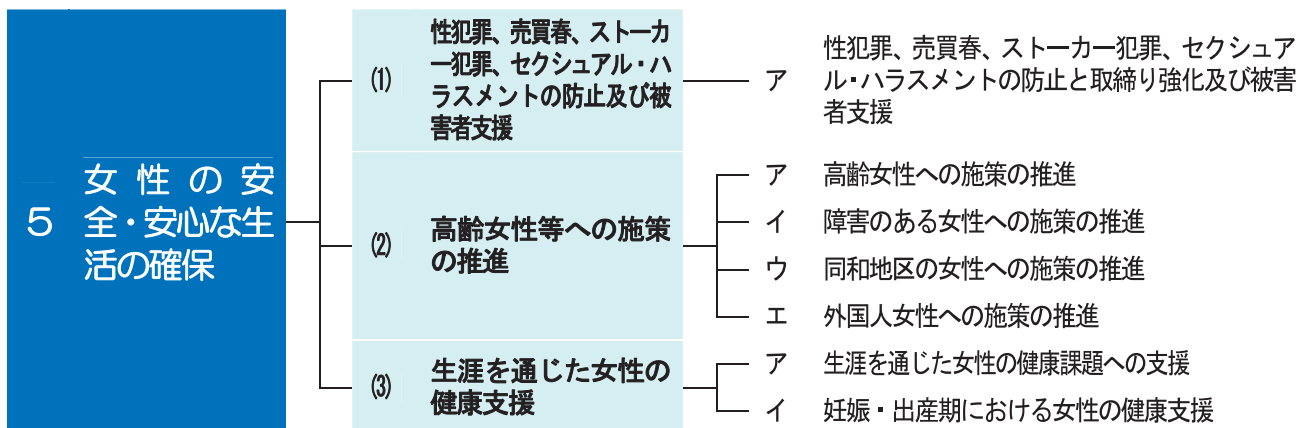 5 女性の安
全・安心な生
活の確保
(1) 性犯罪、売買春、ストーカ
ー犯罪、セクシュアル・ハ
ラスメントの防止及び被
害者支援
ア 性犯罪、売買春、ストーカー犯罪、セクシュア
ル・ハラスメントの防止と取締り強化及び被害
者支援
(2) 高齢女性等への施策
の推進
ア 高齢女性への施策の推進
イ 障害のある女性への施策の推進
ウ 同和地区の女性への施策の推進
エ 外国人女性への施策の推進
(3) 生涯を通じた女性の
健康支援
ア 生涯を通じた女性の健康課題への支援
イ 妊娠・出産期における女性の健康支援